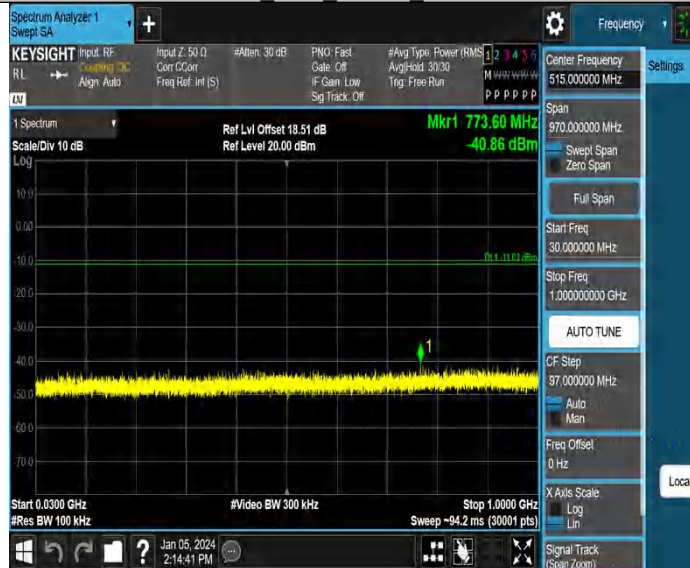 Spectrum Analyzer 1
Swept SA
KEYSIGHT
RL
Input: RF
Coupling: DC
Align: Auto
Input Z: 50 Ω
Corr CCorr
Freq Ref: Int (S)
#Atten: 30 dB
PNO: Fast
Gate: Off
IF Gain: Low
Sig Track: Off
#Avg Type: Power (RMS
Avg|Hold: 30/30
Trig: Free Run
1 2 3 4 5 6
M W W W W W
P P P P P P
LXI
1 Spectrum
Scale/Div 10 dB
Log
Ref Lvl Offset 18.51 dB
Ref Level 20.00 dBm
Mkr1 773.60 MHz
-40.86 dBm
10.0
0.00
-10.0
-20.0
-30.0
-40.0
-50.0
-60.0
-70.0
1
Start 0.0300 GHz
#Res BW 100 kHz
#Video BW 300 kHz
Stop 1.0000 GHz
Sweep ~94.2 ms (30001 pts)
?
Jan 05, 2024
2:14:41 PM
Frequency
Settings
Center Frequency
515.000000 MHz
Span
970.000000 MHz
Swept Span
Zero Span
Full Span
Start Freq
30.000000 MHz
Stop Freq
1.000000000 GHz
AUTO TUNE
CF Step
97.000000 MHz
Auto
Man
Freq Offset
0 Hz
X Axis Scale
Log
Lin
Signal Track
(Span Zoom)
Loca